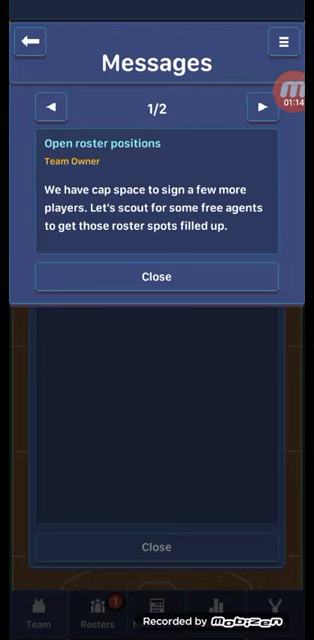 Messages
01:14
1/2
Open roster positions
Team Owner
We have cap space to sign a few more
players. Let's scout for some free agents
to get those roster spots filled up.
Close
Close
1
Team
Rosters
Recorded by mobizen